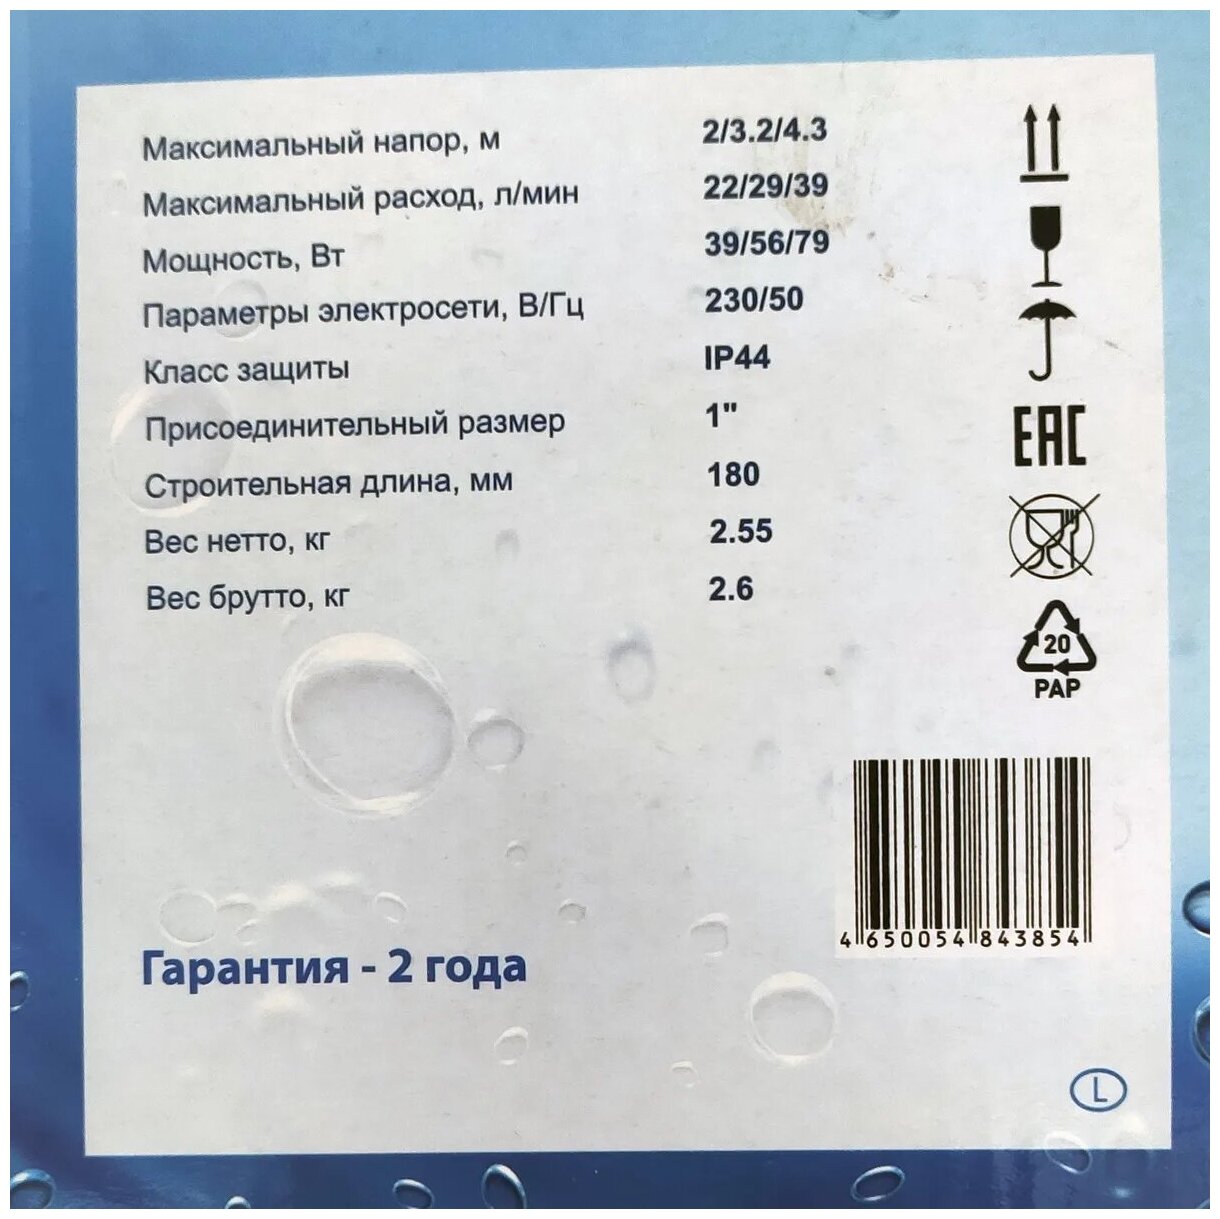 Максимальный напор, м 2/3.2/4.3
Максимальный расход, л/мин 22/29/39
Мощность, Вт 39/56/79
Параметры электросети, В/Гц 230/50
Класс защиты IP44
Присоединительный размер 1"
Строительная длина, мм 180
Вес нетто, кг 2.55
Вес брутто, кг 2.6
EAC
20
PAP
4 650054 843854
Гарантия - 2 года
L